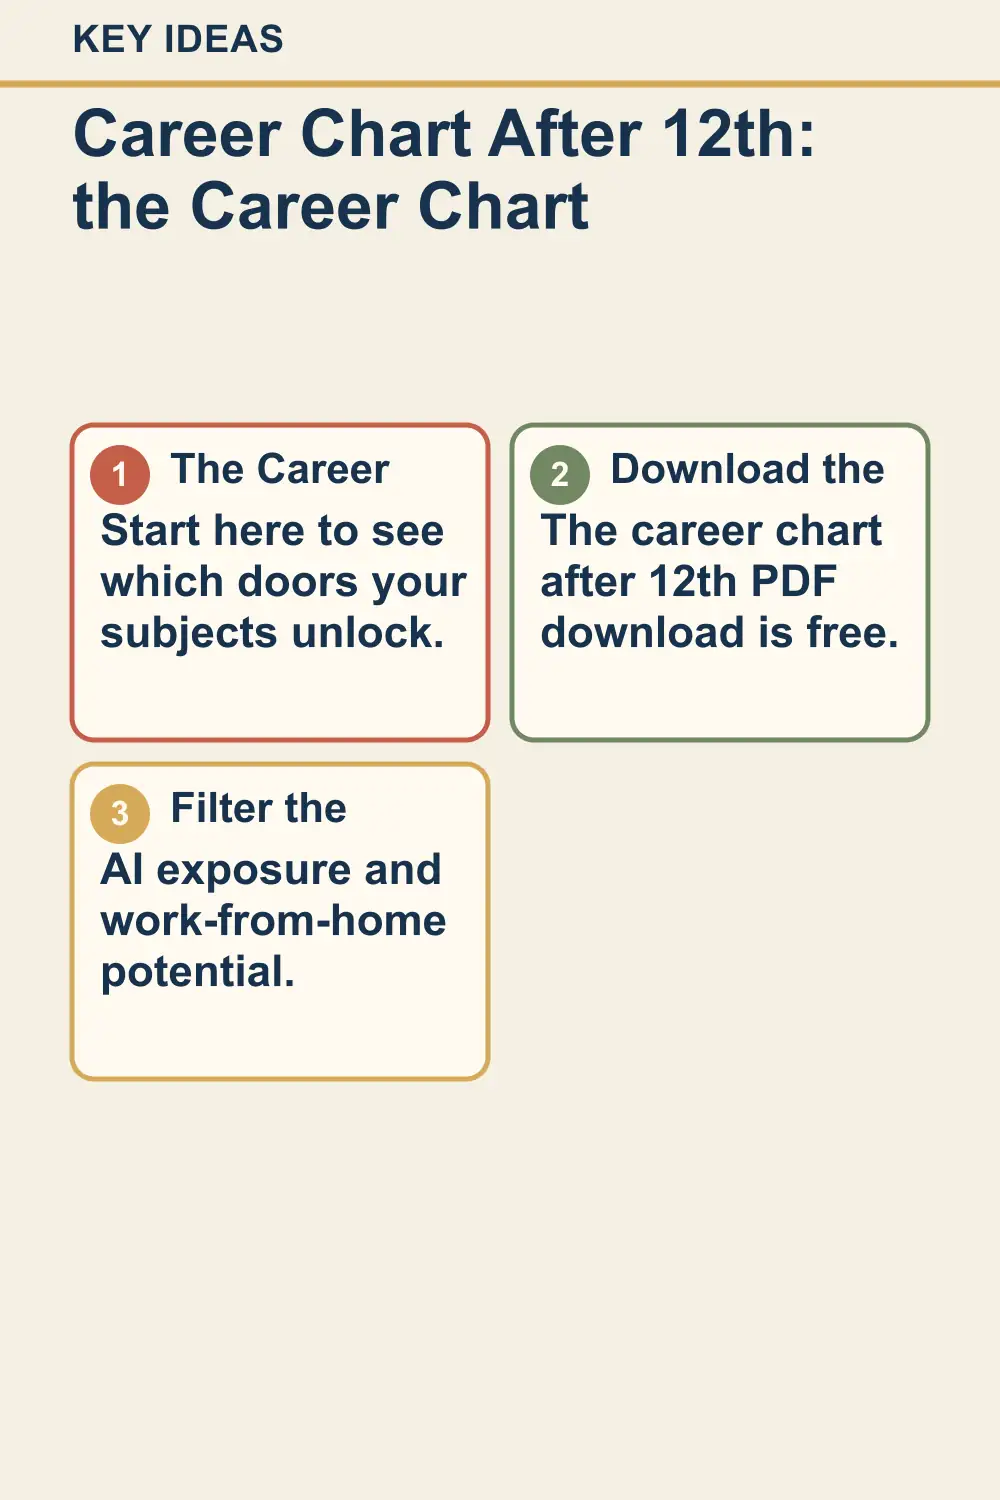 KEY IDEAS
Career Chart After 12th:
the Career Chart
1 The Career
Start here to see
which doors your
subjects unlock.
2 Download the
The career chart
after 12th PDF
download is free.
3 Filter the
AI exposure and
work-from-home
potential.